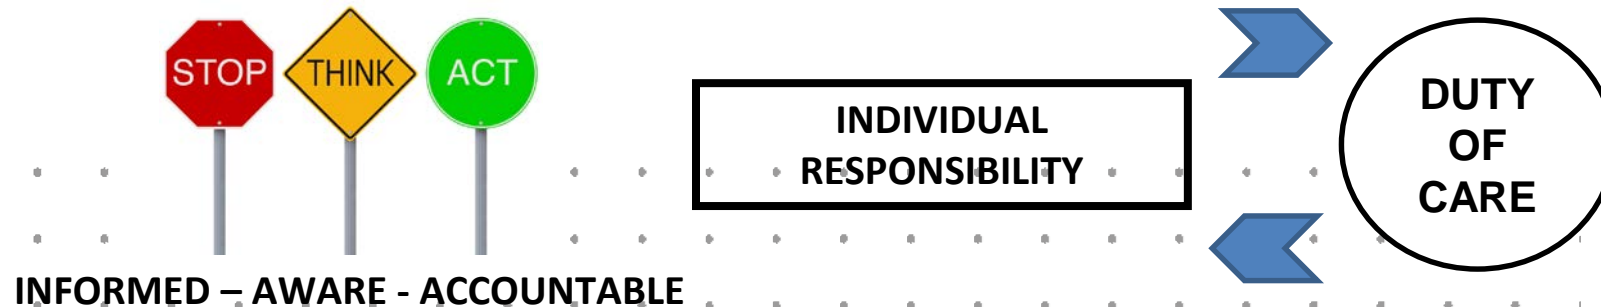 STOP
THINK
ACT
INDIVIDUAL
RESPONSIBILITY
DUTY
OF
CARE
INFORMED – AWARE - ACCOUNTABLE